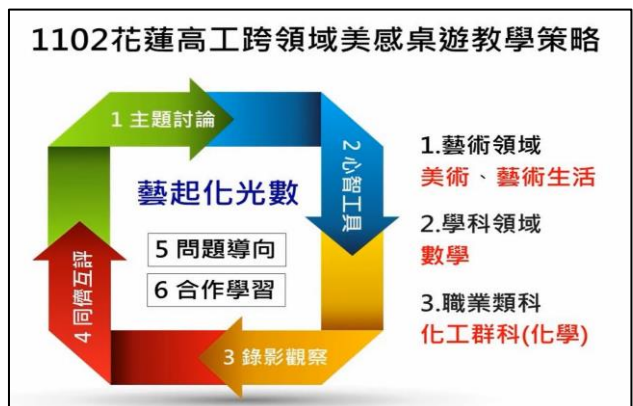 1102花蓮高工跨領域美感桌遊教學策略
1 主題討論
2 心智工具
3 錄影觀察
4 同儕互評
藝起化光數
5 問題導向
6 合作學習
1.藝術領域
美術、藝術生活
2.學科領域
數學
3.職業類科
化工群科(化學)